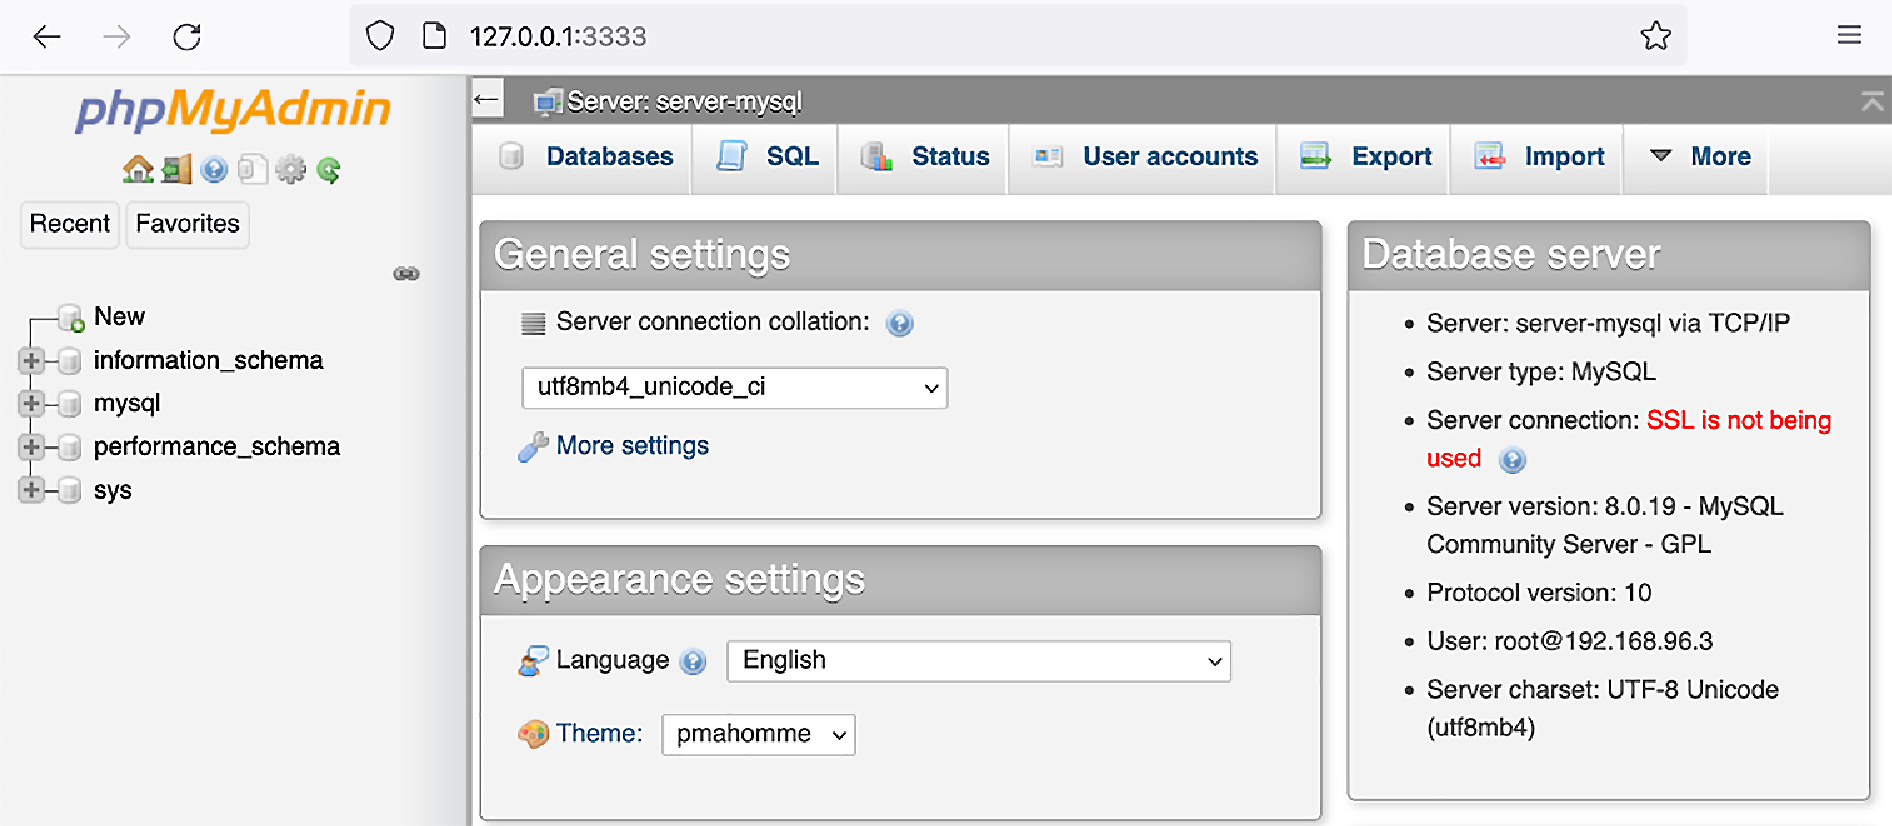 127.0.0.1:3333
phpMyAdmin
Recent Favorites
New
information_schema
mysql
performance_schema
sys
Server: server-mysql
Databases SQL Status User accounts Export Import More
General settings
Server connection collation:
utf8mb4_unicode_ci
More settings
Appearance settings
Language English
Theme: pmahomme
Database server
Server: server-mysql via TCP/IP
Server type: MySQL
Server connection: SSL is not being
used
Server version: 8.0.19 - MySQL
Community Server - GPL
Protocol version: 10
User: root@192.168.96.3
Server charset: UTF-8 Unicode
(utf8mb4)